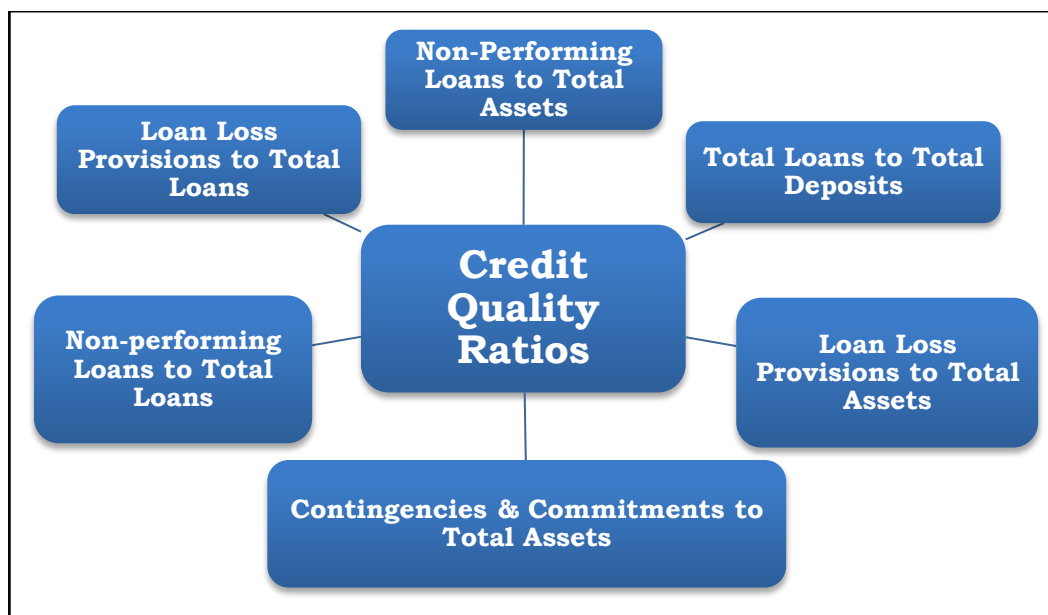 Non-Performing
Loans to Total
Assets
Loan Loss
Provisions to Total
Loans
Total Loans to Total
Deposits
Credit
Quality
Ratios
Non-performing
Loans to Total
Loans
Loan Loss
Provisions to Total
Assets
Contingencies & Commitments to
Total Assets